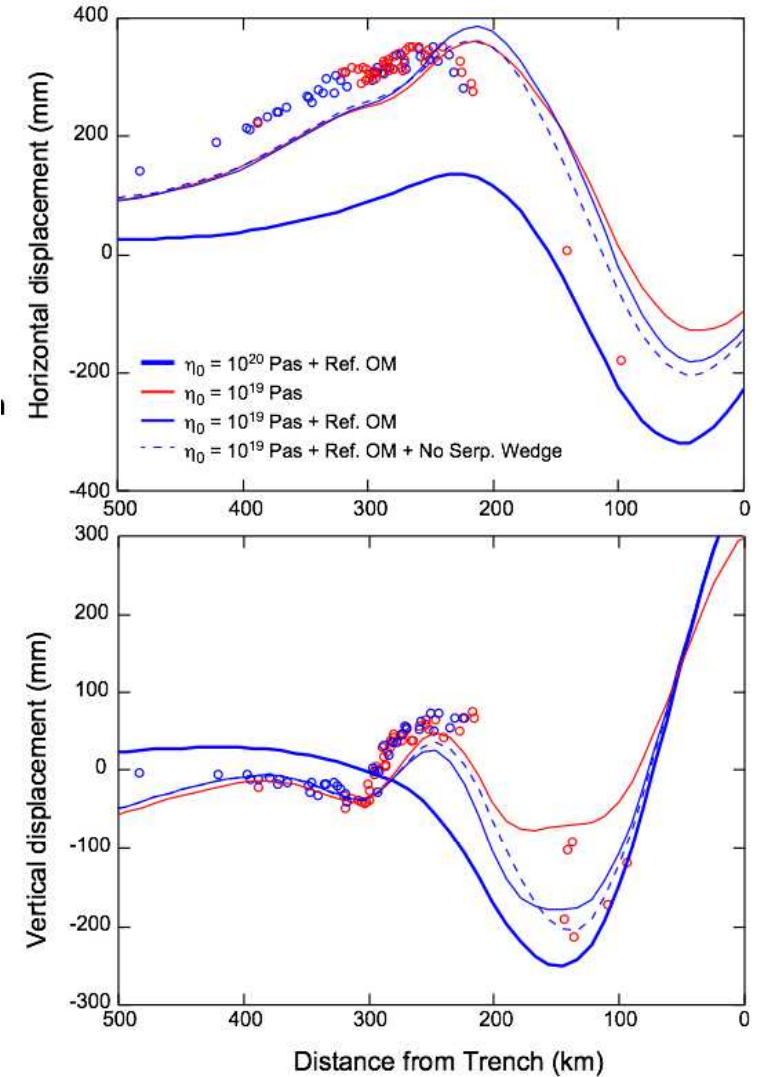 400
200
0
-200
-400
Horizontal displacement (mm)
η0 = 10^20 Pas + Ref. OM
η0 = 10^19 Pas
η0 = 10^19 Pas + Ref. OM
η0 = 10^19 Pas + Ref. OM + No Serp. Wedge
500 400 300 200 100 0
300
200
100
0
-100
-200
-300
Vertical displacement (mm)
500 400 300 200 100 0
Distance from Trench (km)